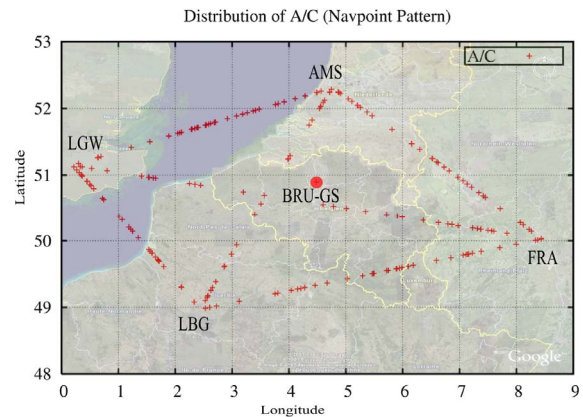 Distribution of A/C (Navpoint Pattern)
53
A/C
AMS
52
LGW
51
BRU-GS
Latitude
50
FRA
49
LBG
Google
48
0 1 2 3 4 5 6 7 8 9
Longitude